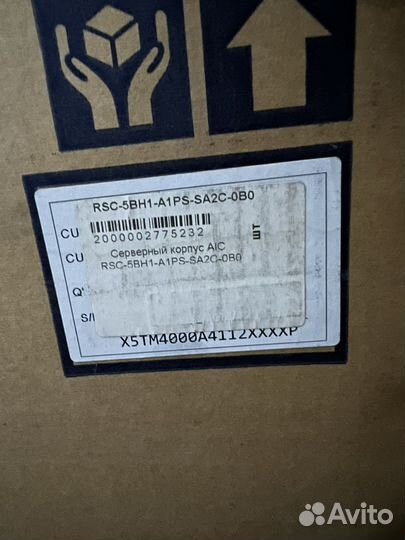 RSC-5BH1-A1PS-SA2C-0B0
CU
2000002775232
шт
CU
Серверный корпус AIC
RSC-5BH1-A1PS-SA2C-0B0
Q'
S/
X5TM4000A4112XXXXP
Avito